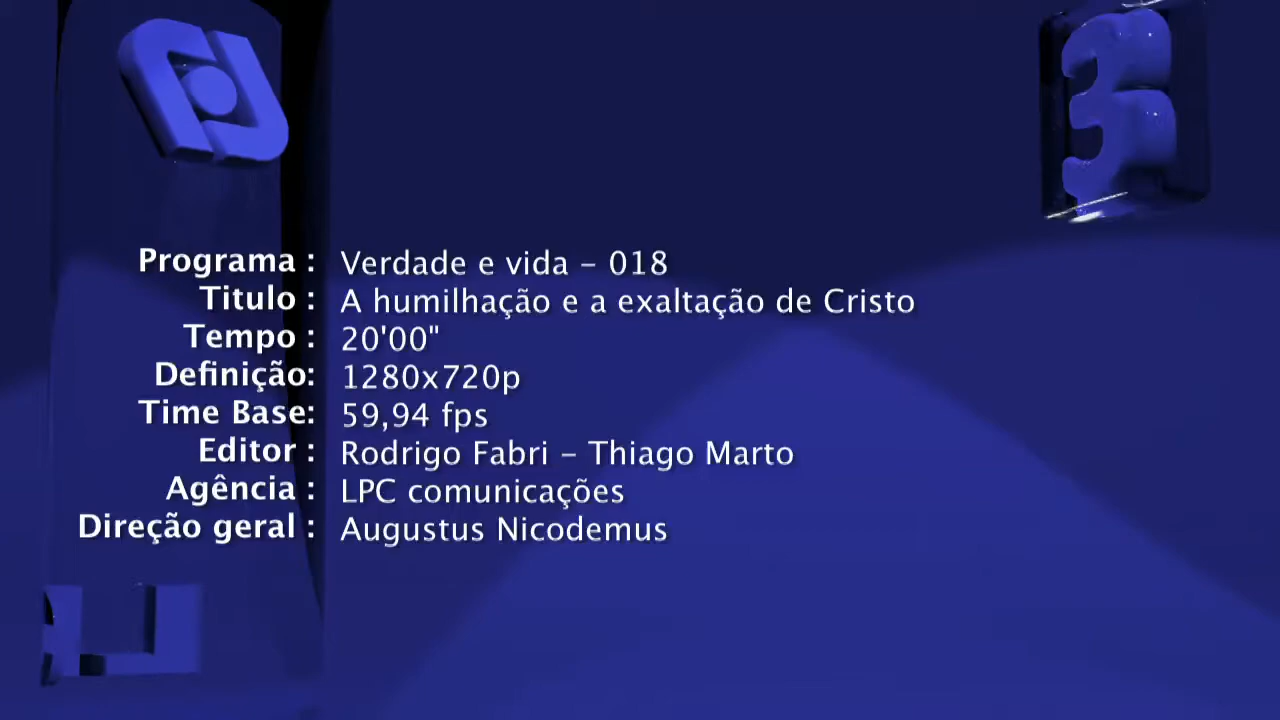 3
Programa : Verdade e vida – 018
Titulo : A humilhação e a exaltação de Cristo
Tempo : 20'00"
Definição: 1280x720p
Time Base: 59,94 fps
Editor : Rodrigo Fabri – Thiago Marto
Agência : LPC comunicações
Direção geral : Augustus Nicodemus